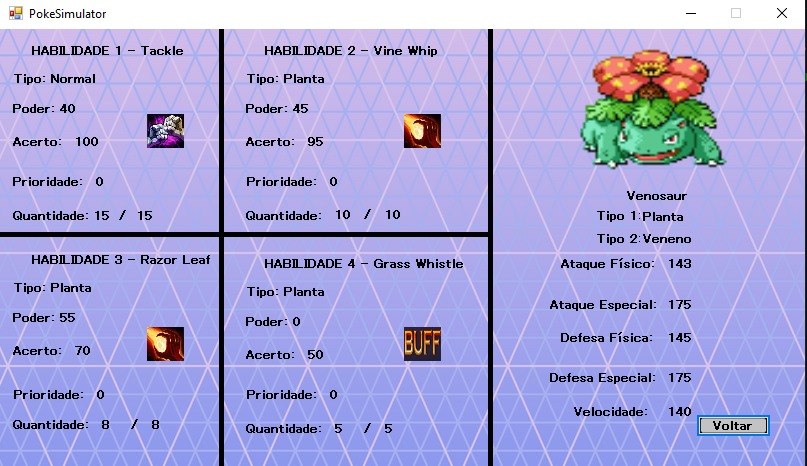 PokeSimulator
HABILIDADE 1 - Tackle
Tipo: Normal
Poder: 40
Acerto: 100
Prioridade: 0
Quantidade: 15 / 15
HABILIDADE 2 - Vine Whip
Tipo: Planta
Poder: 45
Acerto: 95
Prioridade: 0
Quantidade: 10 / 10
HABILIDADE 3 - Razor Leaf
Tipo: Planta
Poder: 55
Acerto: 70
Prioridade: 0
Quantidade: 8 / 8
HABILIDADE 4 - Grass Whistle
Tipo: Planta
Poder: 0
BUFF
Acerto: 50
Prioridade: 0
Quantidade: 5 / 5
Venosaur
Tipo 1: Planta
Tipo 2: Veneno
Ataque Físico: 143
Ataque Especial: 175
Defesa Física: 145
Defesa Especial: 175
Velocidade: 140
Voltar